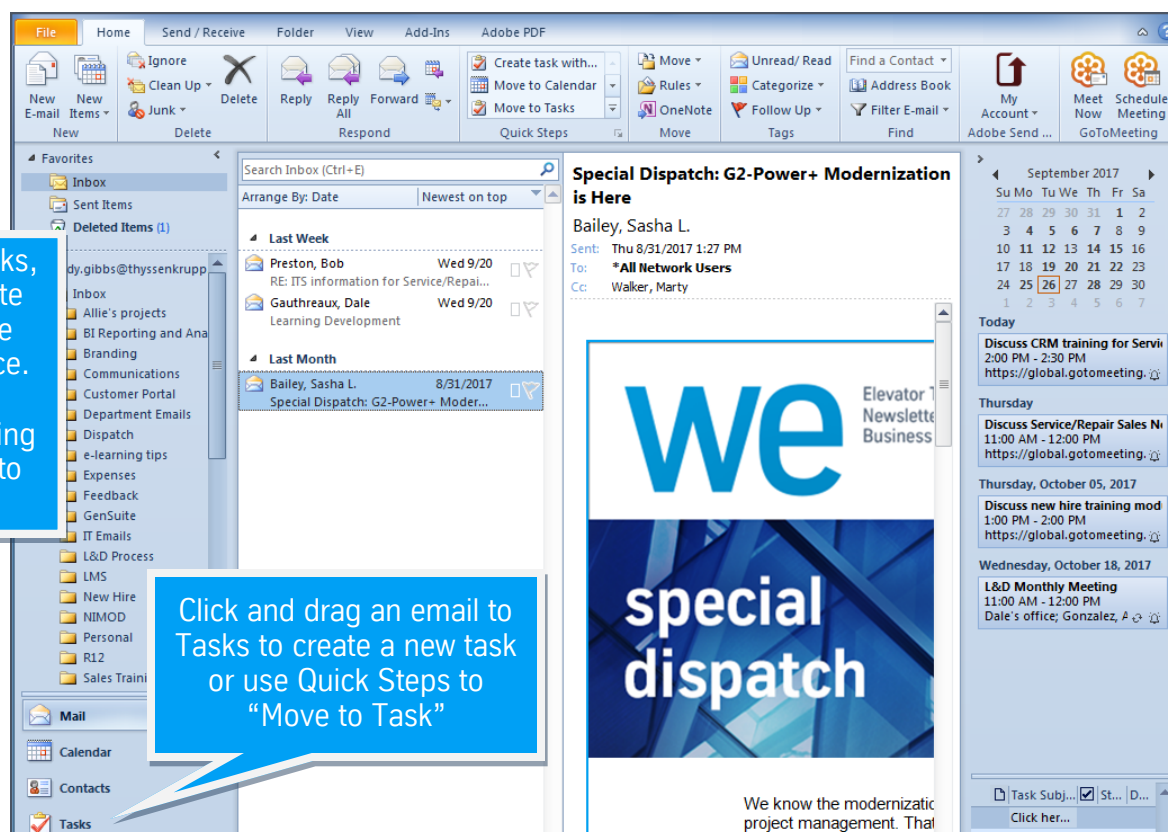 File Home Send / Receive Folder View Add-Ins Adobe PDF
New E-mail
New Items
New
Ignore
Clean Up
Junk
Delete
Delete
Reply
Reply All
Forward
Respond
Create task with...
Move to Calendar
Move to Tasks
Quick Steps
Move
Rules
OneNote
Move
Unread/ Read
Categorize
Follow Up
Tags
Find a Contact
Address Book
Filter E-mail
Find
My Account
Adobe Send ...
Meet Now
Schedule Meeting
GoToMeeting
Favorites
Inbox
Sent Items
Deleted Items (1)
dy.gibbs@thyssenkrupp
Inbox
Allie's projects
BI Reporting and Ana
Branding
Communications
Customer Portal
Department Emails
Dispatch
e-learning tips
Expenses
Feedback
GenSuite
IT Emails
L&D Process
LMS
New Hire
NIMOD
Personal
R12
Sales Traini
Mail
Calendar
Contacts
Tasks
ks,
te
e
ce.
ing
to
Click and drag an email to
Tasks to create a new task
or use Quick Steps to
“Move to Task”
Search Inbox (Ctrl+E)
Arrange By: Date Newest on top
Last Week
Preston, Bob Wed 9/20
RE: ITS information for Service/Repai...
Gauthreaux, Dale Wed 9/20
Learning Development
Last Month
Bailey, Sasha L. 8/31/2017
Special Dispatch: G2-Power+ Moder...
Special Dispatch: G2-Power+ Modernization
is Here
Bailey, Sasha L.
Sent: Thu 8/31/2017 1:27 PM
To: *All Network Users
Cc: Walker, Marty
we
Elevator T
Newslette
Business
special
dispatch
We know the modernizatio
project management. That
September 2017
Su Mo Tu We Th Fr Sa
27 28 29 30 31 1 2
3 4 5 6 7 8 9
10 11 12 13 14 15 16
17 18 19 20 21 22 23
24 25 26 27 28 29 30
1 2 3 4 5 6 7
Today
Discuss CRM training for Servi
2:00 PM - 2:30 PM
https://global.gotomeeting.
Thursday
Discuss Service/Repair Sales N
11:00 AM - 12:00 PM
https://global.gotomeeting.
Thursday, October 05, 2017
Discuss new hire training mod
1:00 PM - 2:00 PM
https://global.gotomeeting.
Wednesday, October 18, 2017
L&D Monthly Meeting
11:00 AM - 12:00 PM
Dale's office; Gonzalez, A
Task Subj... St... D...
Click her...